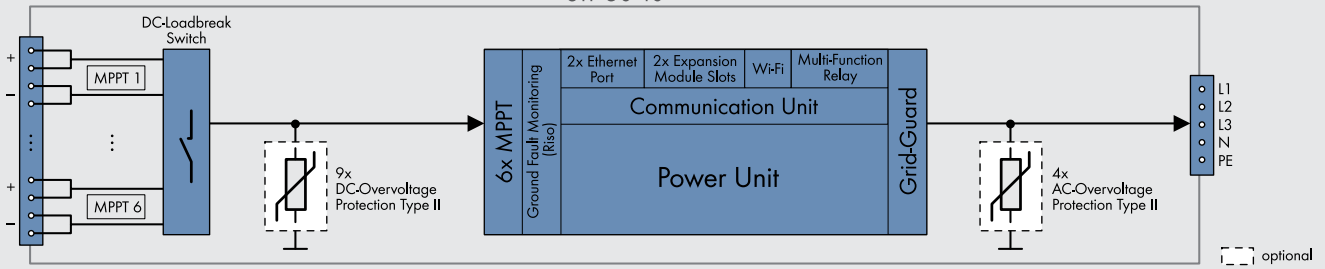 DC-Loadbreak
Switch
+
MPPT 1
−
+
MPPT 6
−
9x
DC-Overvoltage
Protection Type II
6x MPPT
Ground Fault Monitoring
(Riso)
2x Ethernet
Port
2x Expansion
Module Slots
Wi-Fi
Multi-Function
Relay
Communication Unit
Power Unit
Grid-Guard
4x
AC-Overvoltage
Protection Type II
L1
L2
L3
N
PE
optional